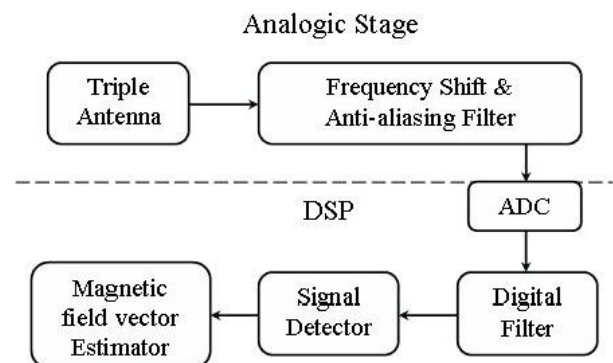 Analogic Stage
Triple
Antenna
Frequency Shift &
Anti-aliasing Filter
ADC
DSP
Digital
Filter
Signal
Detector
Magnetic
field vector
Estimator